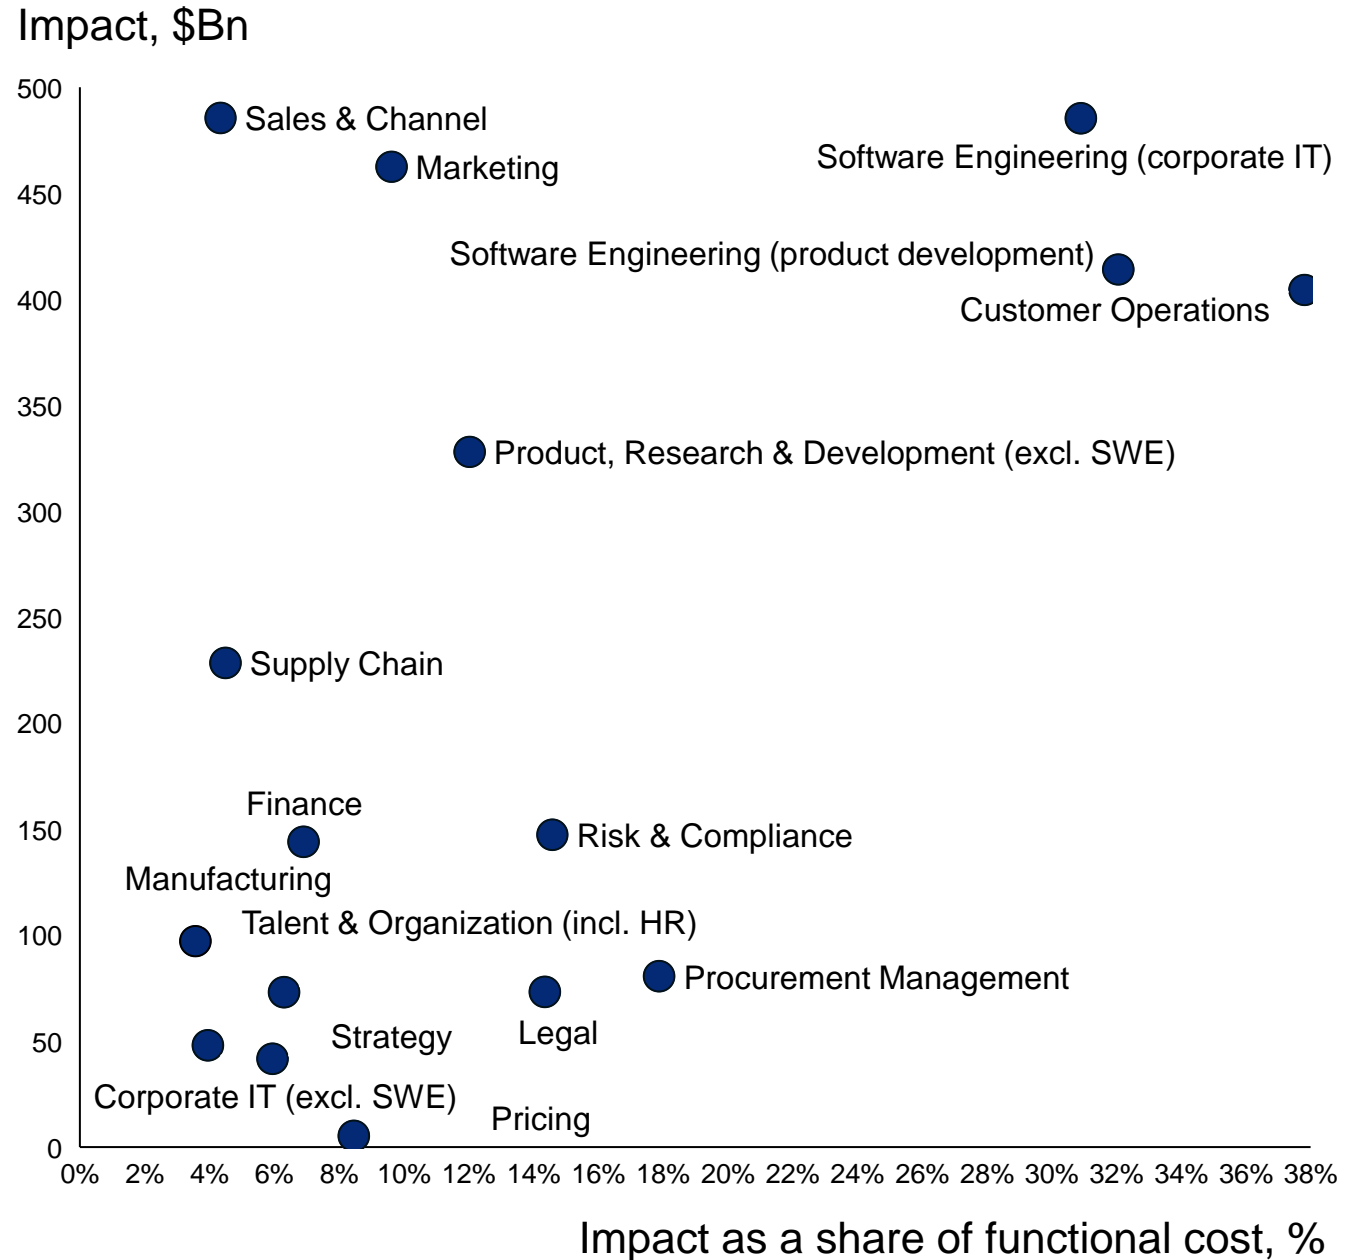 Impact, $Bn
500
Sales & Channel
Marketing
Software Engineering (corporate IT)
450
Software Engineering (product development)
400
Customer Operations
350
Product, Research & Development (excl. SWE)
300
250
Supply Chain
200
Finance
150
Risk & Compliance
Manufacturing
Talent & Organization (incl. HR)
100
Procurement Management
50
Strategy
Legal
Corporate IT (excl. SWE)
Pricing
0
0% 2% 4% 6% 8% 10% 12% 14% 16% 18% 20% 22% 24% 26% 28% 30% 32% 34% 36% 38%
Impact as a share of functional cost, %